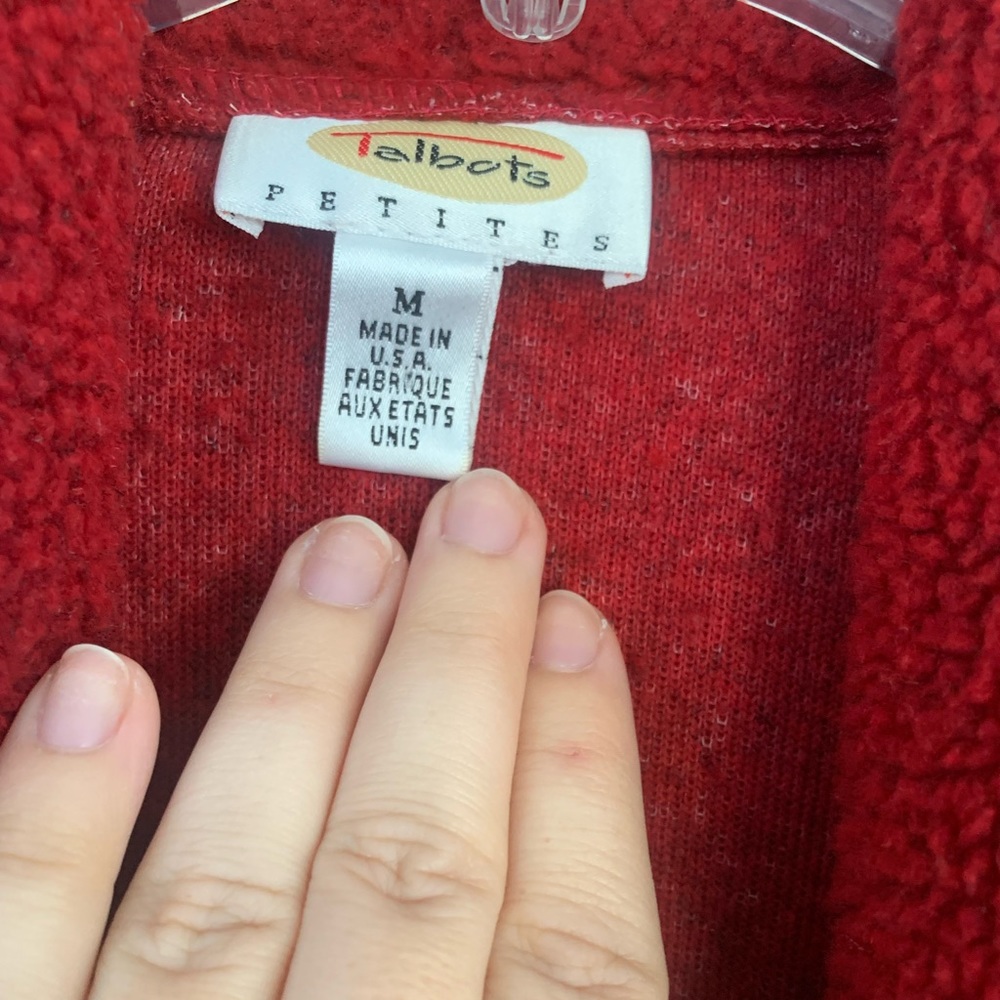 Talbots
PETITES
M
MADE IN
U.S.A.
FABRIQUE
AUX ETATS
UNIS